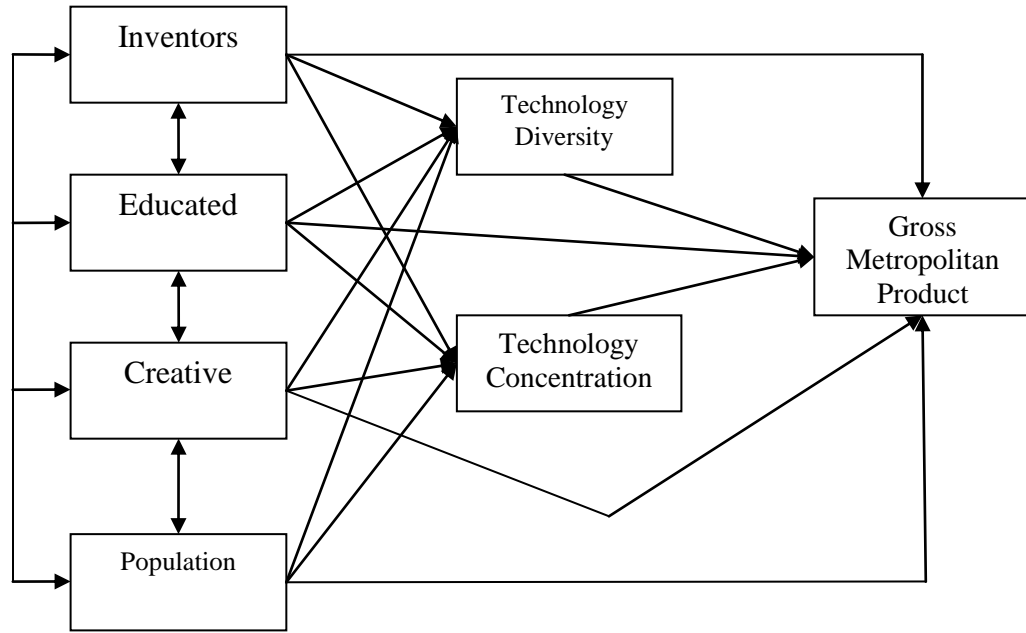 Inventors
Technology
Diversity
Educated
Gross
Metropolitan
Product
Technology
Concentration
Creative
Population